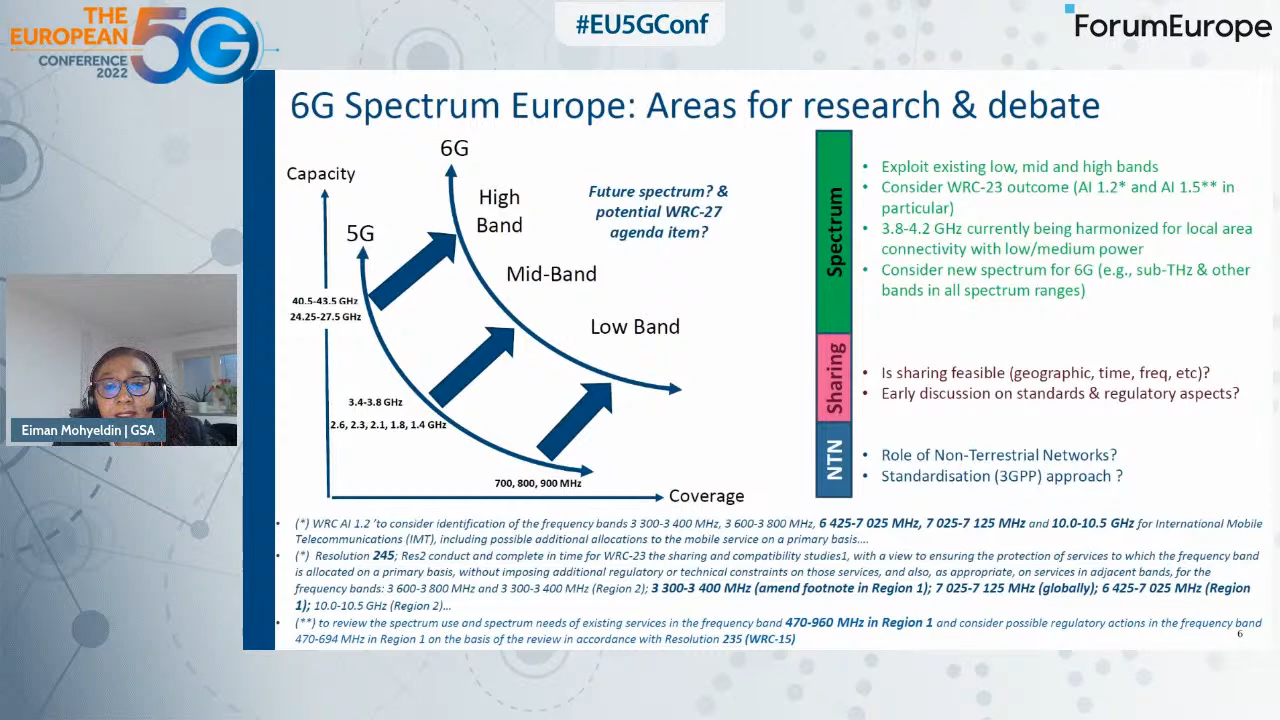 THE
EUROPEAN
5G
CONFERENCE
2022
#EU5GConf
ForumEurope
6G Spectrum Europe: Areas for research & debate
6G
Capacity
High
Band
Future spectrum? &
potential WRC-27
agenda item?
5G
Mid-Band
40.5-43.5 GHz
24.25-27.5 GHz
Low Band
3.4-3.8 GHz
2.6, 2.3, 2.1, 1.8, 1.4 GHz
700, 800, 900 MHz
Coverage
Spectrum
• Exploit existing low, mid and high bands
• Consider WRC-23 outcome (AI 1.2* and AI 1.5** in
particular)
• 3.8-4.2 GHz currently being harmonized for local area
connectivity with low/medium power
• Consider new spectrum for 6G (e.g., sub-THz & other
bands in all spectrum ranges)
Sharing
• Is sharing feasible (geographic, time, freq, etc)?
• Early discussion on standards & regulatory aspects?
NTN
• Role of Non-Terrestrial Networks?
• Standardisation (3GPP) approach ?
Eiman Mohyeldin | GSA
• (*) WRC AI 1.2 'to consider identification of the frequency bands 3 300-3 400 MHz, 3 600-3 800 MHz, 6 425-7 025 MHz, 7 025-7 125 MHz and 10.0-10.5 GHz for International Mobile
Telecommunications (IMT), including possible additional allocations to the mobile service on a primary basis....
• (*) Resolution 245; Res2 conduct and complete in time for WRC-23 the sharing and compatibility studies1, with a view to ensuring the protection of services to which the frequency band
is allocated on a primary basis, without imposing additional regulatory or technical constraints on those services, and also, as appropriate, on services in adjacent bands, for the
frequency bands: 3 600-3 800 MHz and 3 300-3 400 MHz (Region 2); 3 300-3 400 MHz (amend footnote in Region 1); 7 025-7 125 MHz (globally); 6 425-7 025 MHz (Region
1); 10.0-10.5 GHz (Region 2)...
• (**) to review the spectrum use and spectrum needs of existing services in the frequency band 470-960 MHz in Region 1 and consider possible regulatory actions in the frequency band
470-694 MHz in Region 1 on the basis of the review in accordance with Resolution 235 (WRC-15)
6